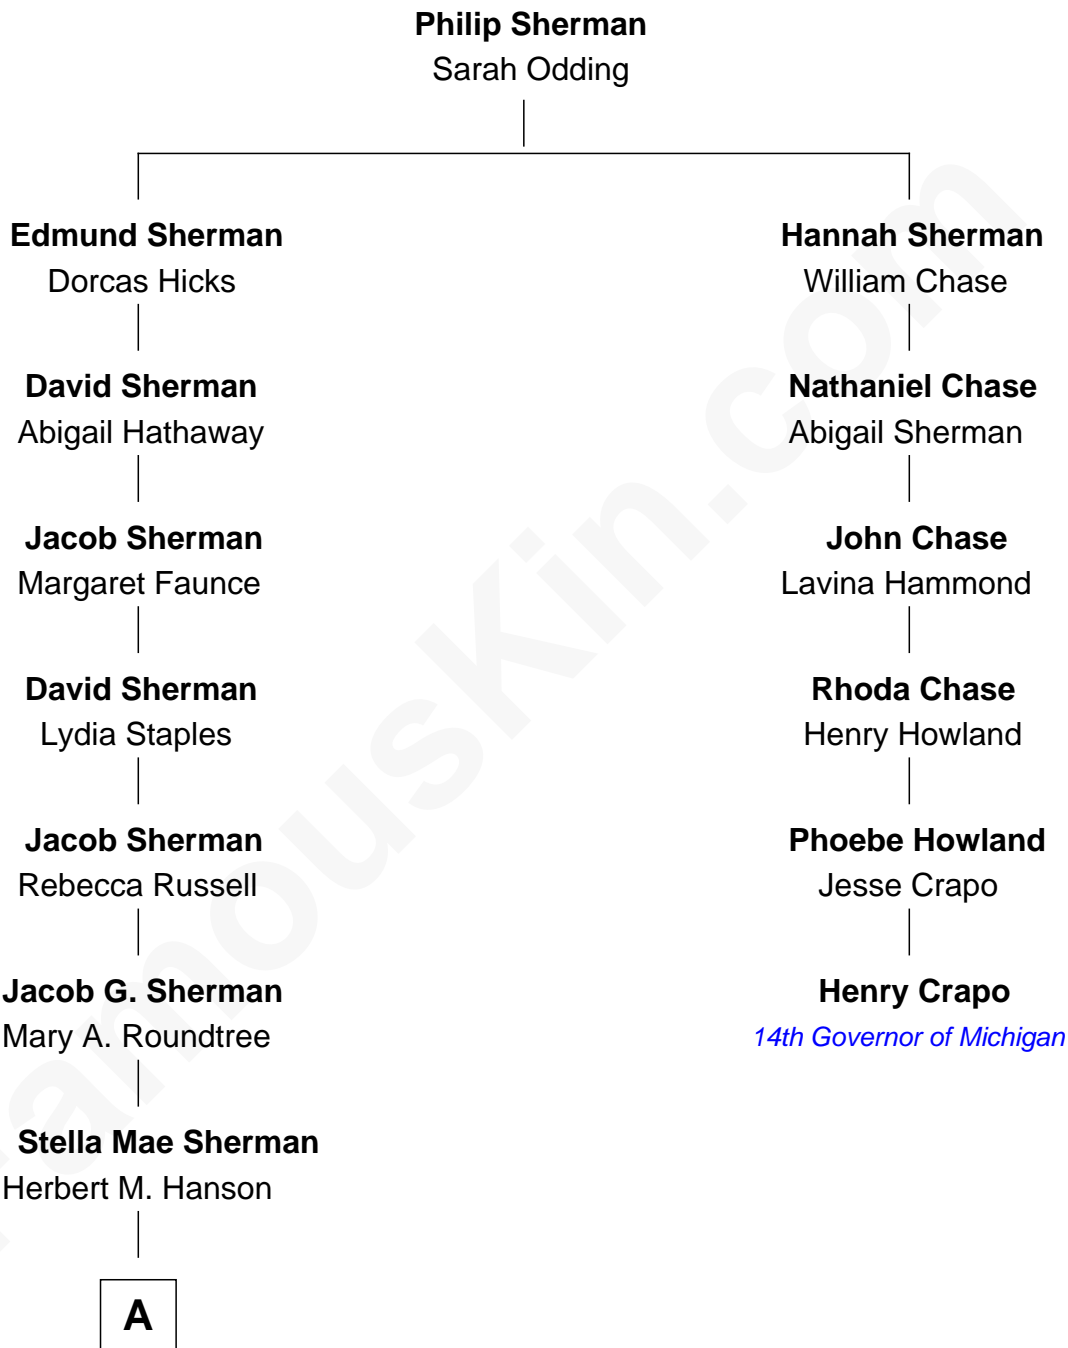 Philip Sherman
Sarah Odding
Edmund Sherman
Dorcas Hicks
Hannah Sherman
William Chase
David Sherman
Abigail Hathaway
Nathaniel Chase
Abigail Sherman
Jacob Sherman
Margaret Faunce
John Chase
Lavina Hammond
David Sherman
Lydia Staples
Rhoda Chase
Henry Howland
Jacob Sherman
Rebecca Russell
Phoebe Howland
Jesse Crapo
Jacob G. Sherman
Mary A. Roundtree
Henry Crapo
14th Governor of Michigan
Stella Mae Sherman
Herbert M. Hanson
A
FamousKin.com